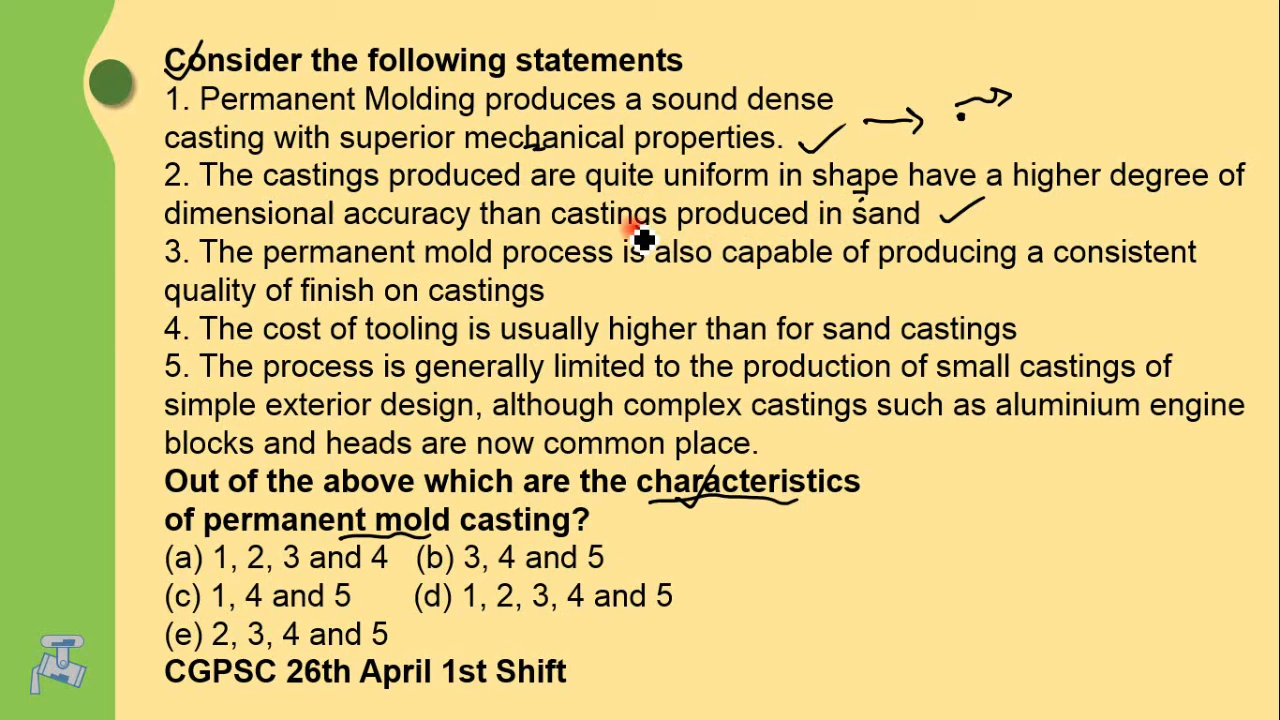 Consider the following statements
1. Permanent Molding produces a sound dense
casting with superior mechanical properties.
2. The castings produced are quite uniform in shape have a higher degree of
dimensional accuracy than castings produced in sand
3. The permanent mold process is also capable of producing a consistent
quality of finish on castings
4. The cost of tooling is usually higher than for sand castings
5. The process is generally limited to the production of small castings of
simple exterior design, although complex castings such as aluminium engine
blocks and heads are now common place.
Out of the above which are the characteristics
of permanent mold casting?
(a) 1, 2, 3 and 4 (b) 3, 4 and 5
(c) 1, 4 and 5 (d) 1, 2, 3, 4 and 5
(e) 2, 3, 4 and 5
CGPSC 26th April 1st Shift